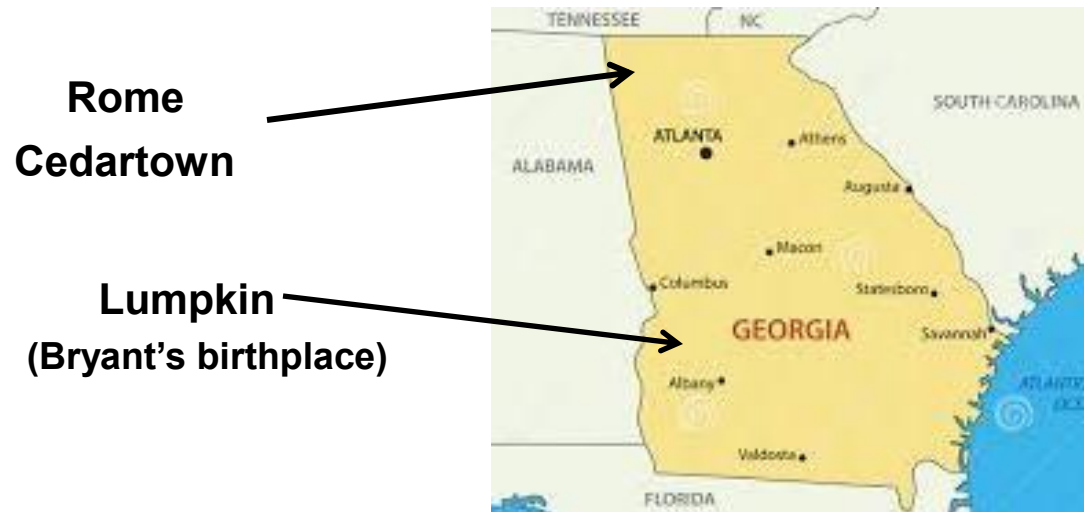 Rome
Cedartown
Lumpkin
(Bryant's birthplace)
TENNESSEE
NC
SOUTH CAROLINA
ATLANTA
Athens
ALABAMA
Augusta
Macon
Columbus
Statesboro
GEORGIA
Savannah
Albany
ATLANTIC
Valdosta
FLORIDA